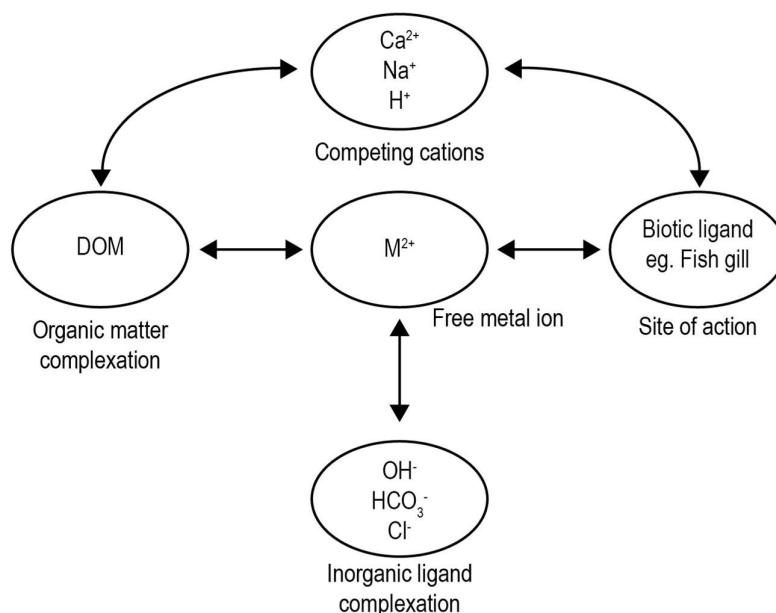 Ca²⁺
Na⁺
H⁺
Competing cations
DOM
Organic matter
complexation
M²⁺
Free metal ion
Biotic ligand
eg. Fish gill
Site of action
OH⁻
HCO₃⁻
Cl⁻
Inorganic ligand
complexation